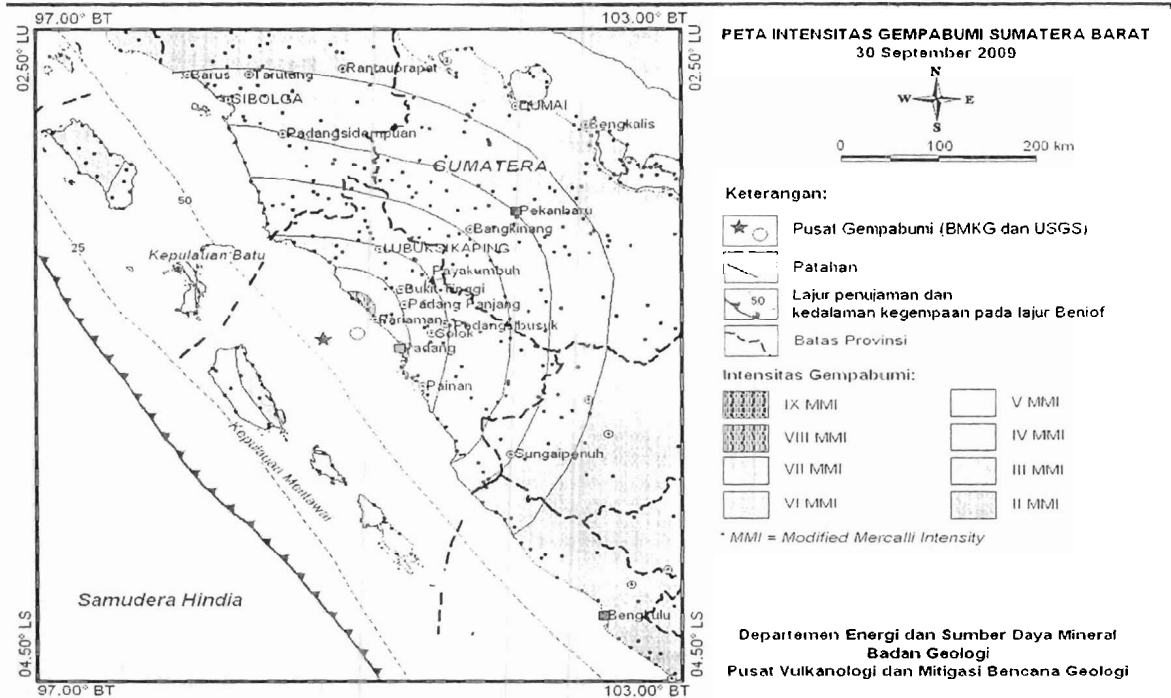 97.00° BT
103.00° BT
02.50° LU
02.50° LU
Barus
Tarutung
Rantauprapat
SIBOLGA
DUMAI
Bengkalis
Padangsidempuan
SUMATERA
50
Pekanbaru
25
Bangkinang
Kepulauan Batu
LUBUKSIKAPING
Payakumbuh
Bukit Tinggi
Padang Panjang
Pariaman
Padangsibusuk
Solok
Padang
Painan
Kepulauan Mentawai
Sungaipenuh
Samudera Hindia
Bengkulu
04.50° LS
04.50° LS
97.00° BT
103.00° BT
PETA INTENSITAS GEMPABUMI SUMATERA BARAT
30 September 2009
N
W
E
S
0 100 200 km
Keterangan:
Pusat Gempabumi (BMKG dan USGS)
Patahan
50
Lajur penujaman dan
kedalaman kegempaan pada lajur Beniof
Batas Provinsi
Intensitas Gempabumi:
IX MMI
V MMI
VIII MMI
IV MMI
VII MMI
III MMI
VI MMI
II MMI
* MMI = Modified Mercalli Intensity
Departemen Energi dan Sumber Daya Mineral
Badan Geologi
Pusat Vulkanologi dan Mitigasi Bencana Geologi